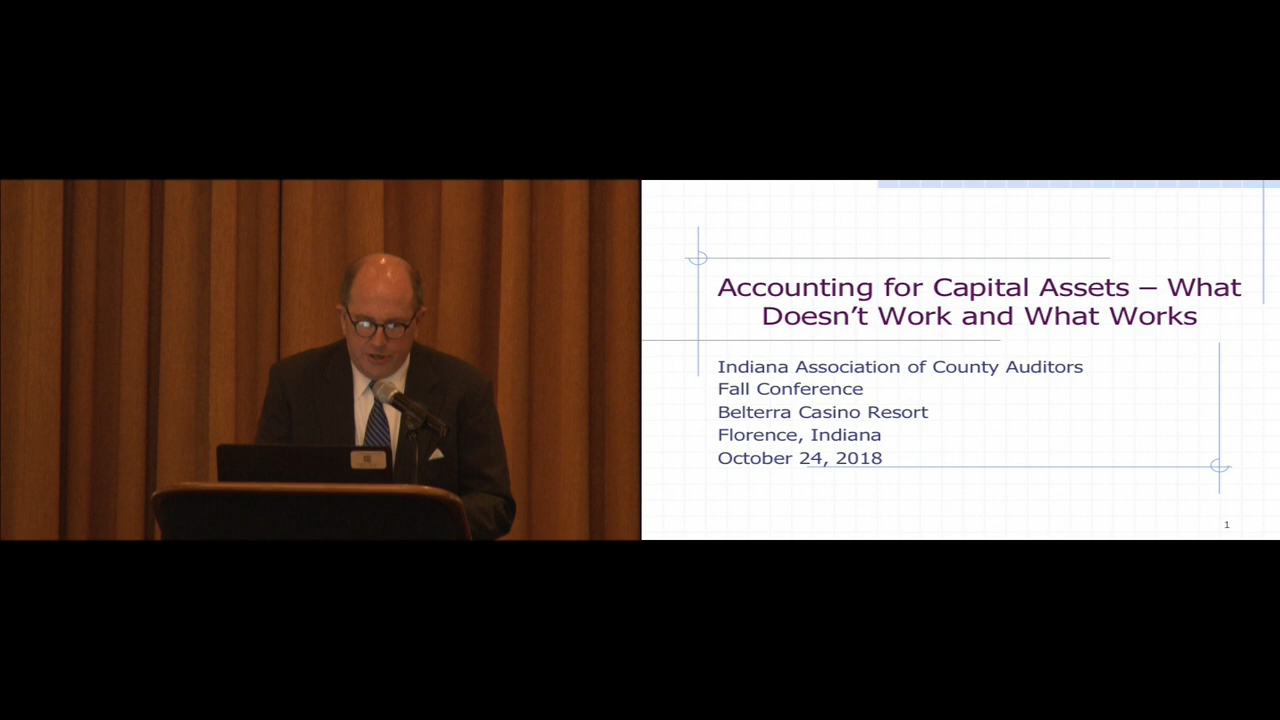 Accounting for Capital Assets – What
Doesn’t Work and What Works
Indiana Association of County Auditors
Fall Conference
Belterra Casino Resort
Florence, Indiana
October 24, 2018
1